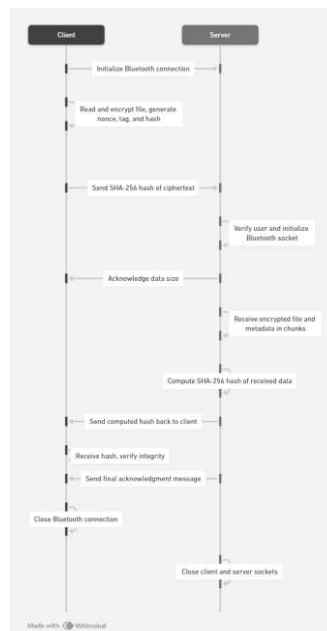 Client
Server
Initialize Bluetooth connection
Read and encrypt file, generate
nonce, tag, and hash
Send SHA-256 hash of ciphertext
Verify user and initialize
Bluetooth socket
Acknowledge data size
Receive encrypted file and
metadata in chunks
Compute SHA-256 hash of received data
Send computed hash back to client
Receive hash, verify integrity
Send final acknowledgment message
Close Bluetooth connection
Close client and server sockets
Made with Whimsical